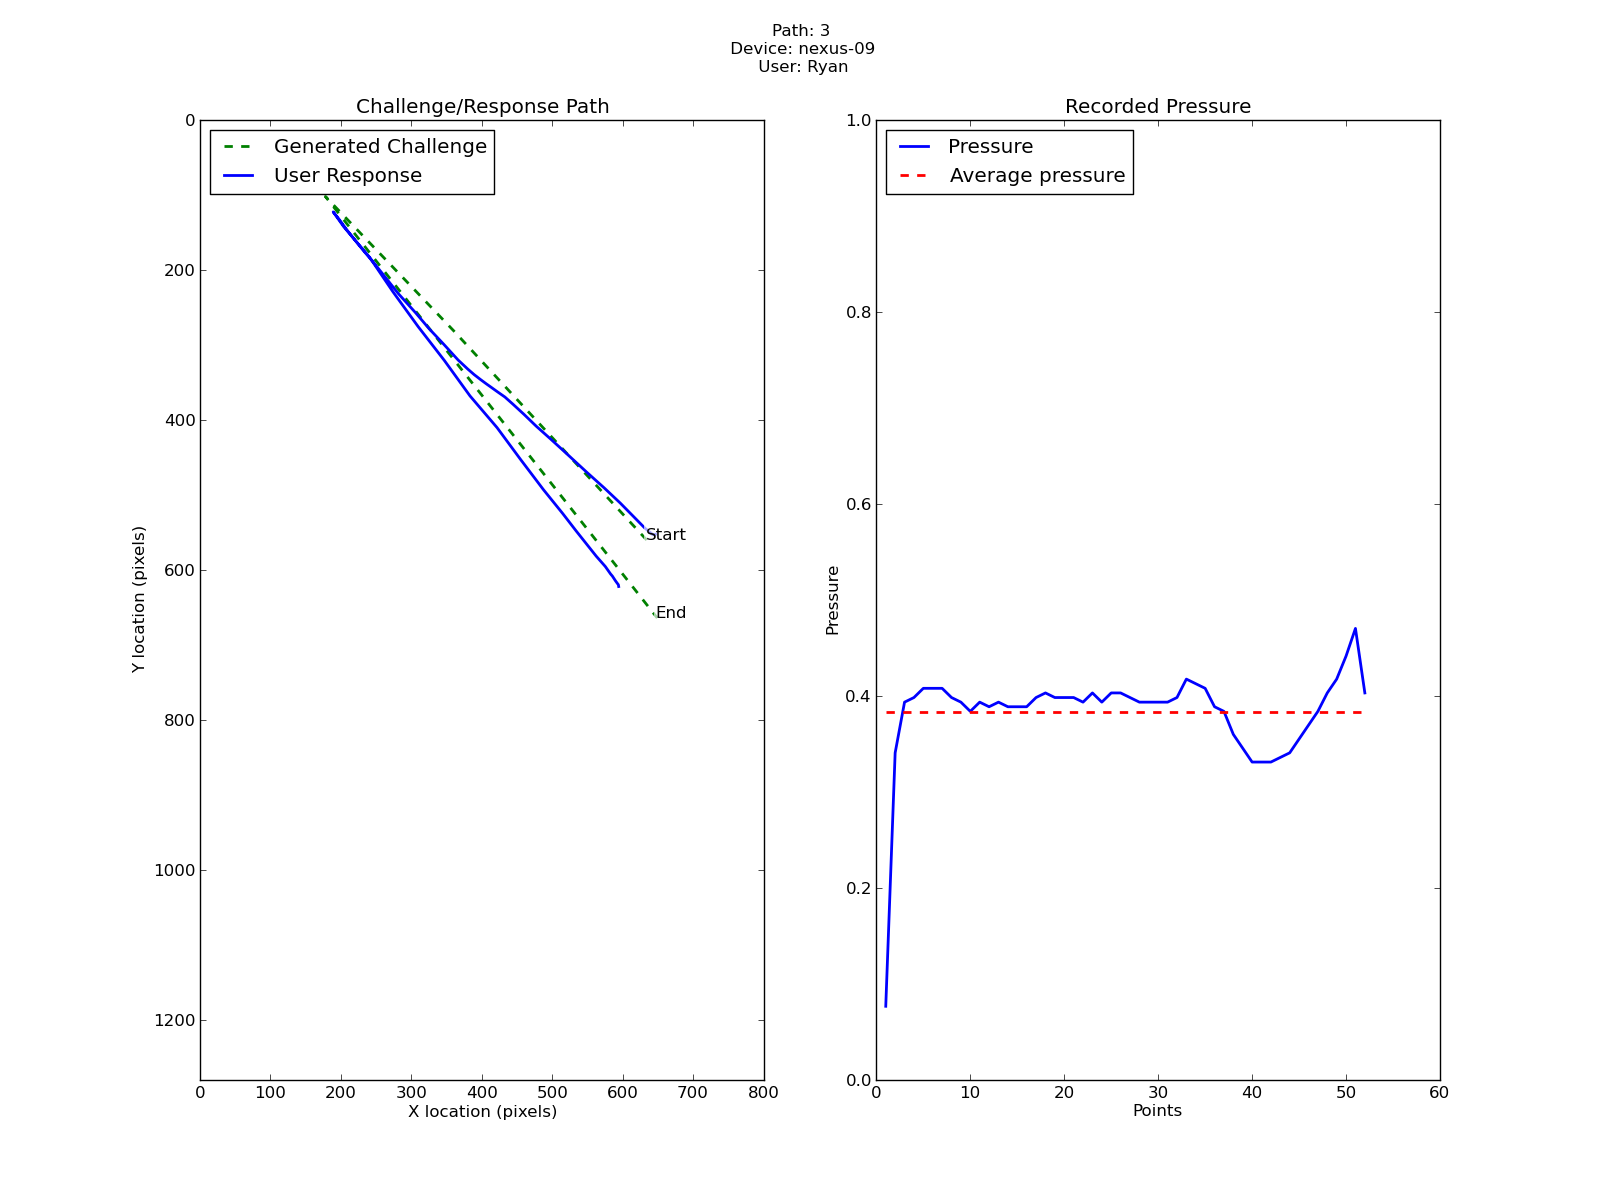 Path: 3
Device: nexus-09
User: Ryan
Challenge/Response Path
Generated Challenge
User Response
Start
End
0
200
400
600
800
1000
1200
Y location (pixels)
0 100 200 300 400 500 600 700 800
X location (pixels)
Recorded Pressure
Pressure
Average pressure
1.0
0.8
0.6
0.4
0.2
0.0
Pressure
0 10 20 30 40 50 60
Points